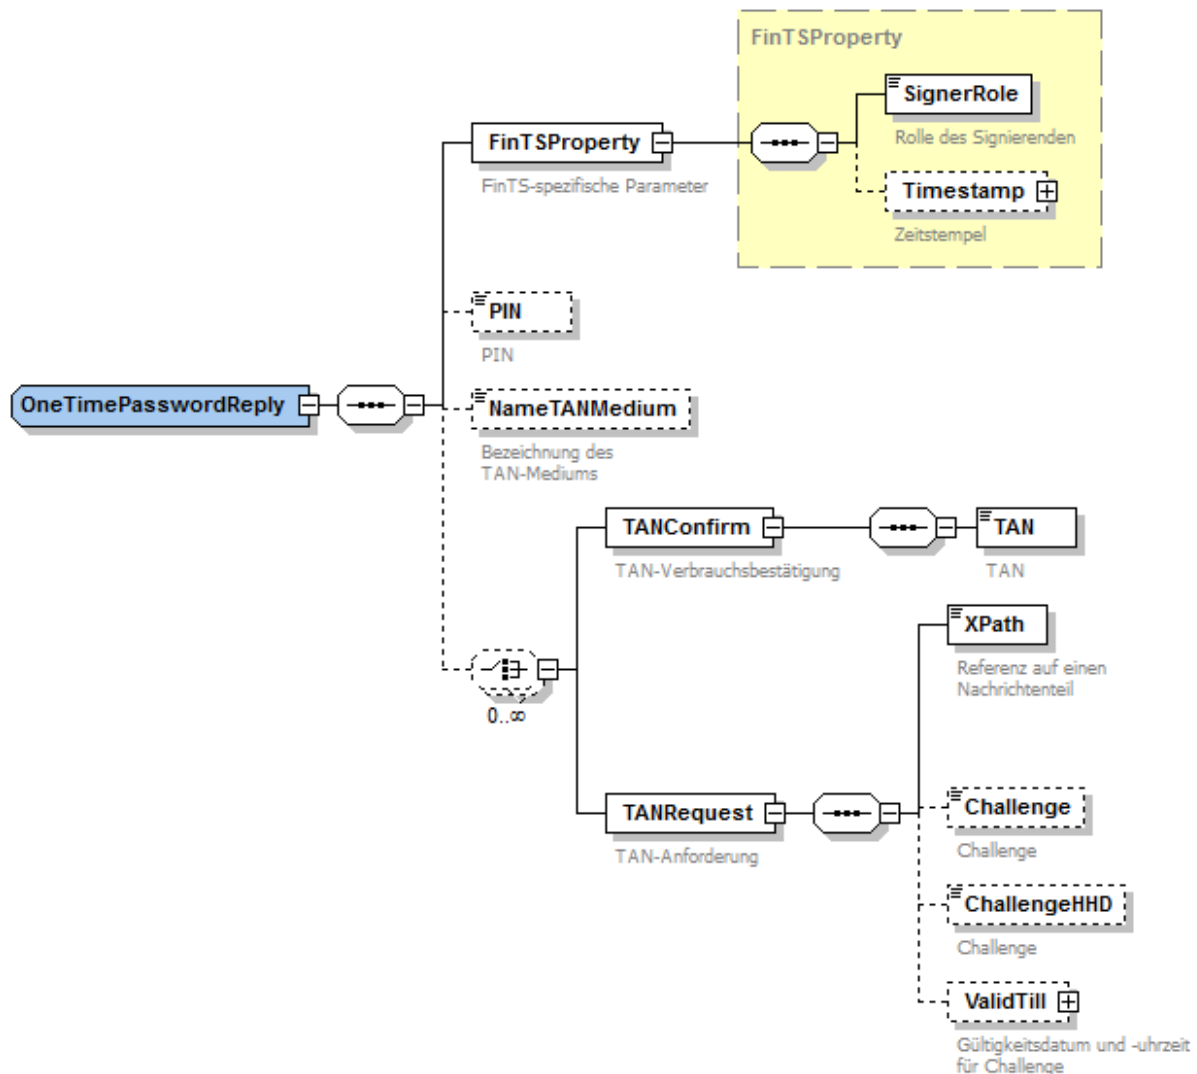 FinTSProperty
SignerRole
Rolle des Signierenden
FinTSProperty
FinTS-spezifische Parameter
Timestamp
Zeitstempel
PIN
PIN
OneTimePasswordReply
NameTANMedium
Bezeichnung des
TAN-Mediums
TANConfirm
TAN-Verbrauchsbestätigung
TAN
TAN
XPath
Referenz auf einen
Nachrichtenteil
0..∞
TANRequest
TAN-Anforderung
Challenge
Challenge
ChallengeHHD
Challenge
ValidTill
Gültigkeitsdatum und -uhrzeit
für Challenge